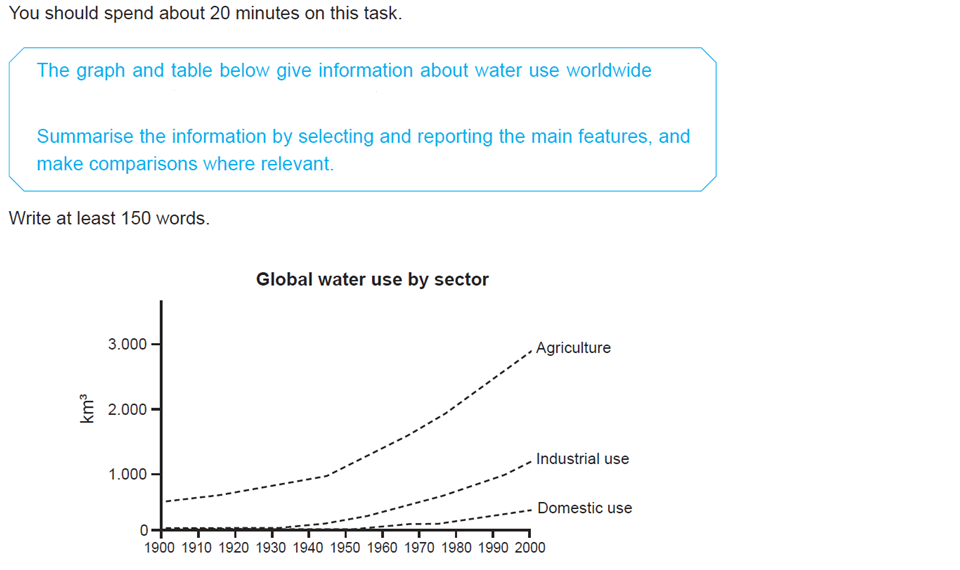 You should spend about 20 minutes on this task.
The graph and table below give information about water use worldwide
Summarise the information by selecting and reporting the main features, and
make comparisons where relevant.
Write at least 150 words.
Global water use by sector
3.000
2.000
1.000
0
km³
Agriculture
Industrial use
Domestic use
1900 1910 1920 1930 1940 1950 1960 1970 1980 1990 2000